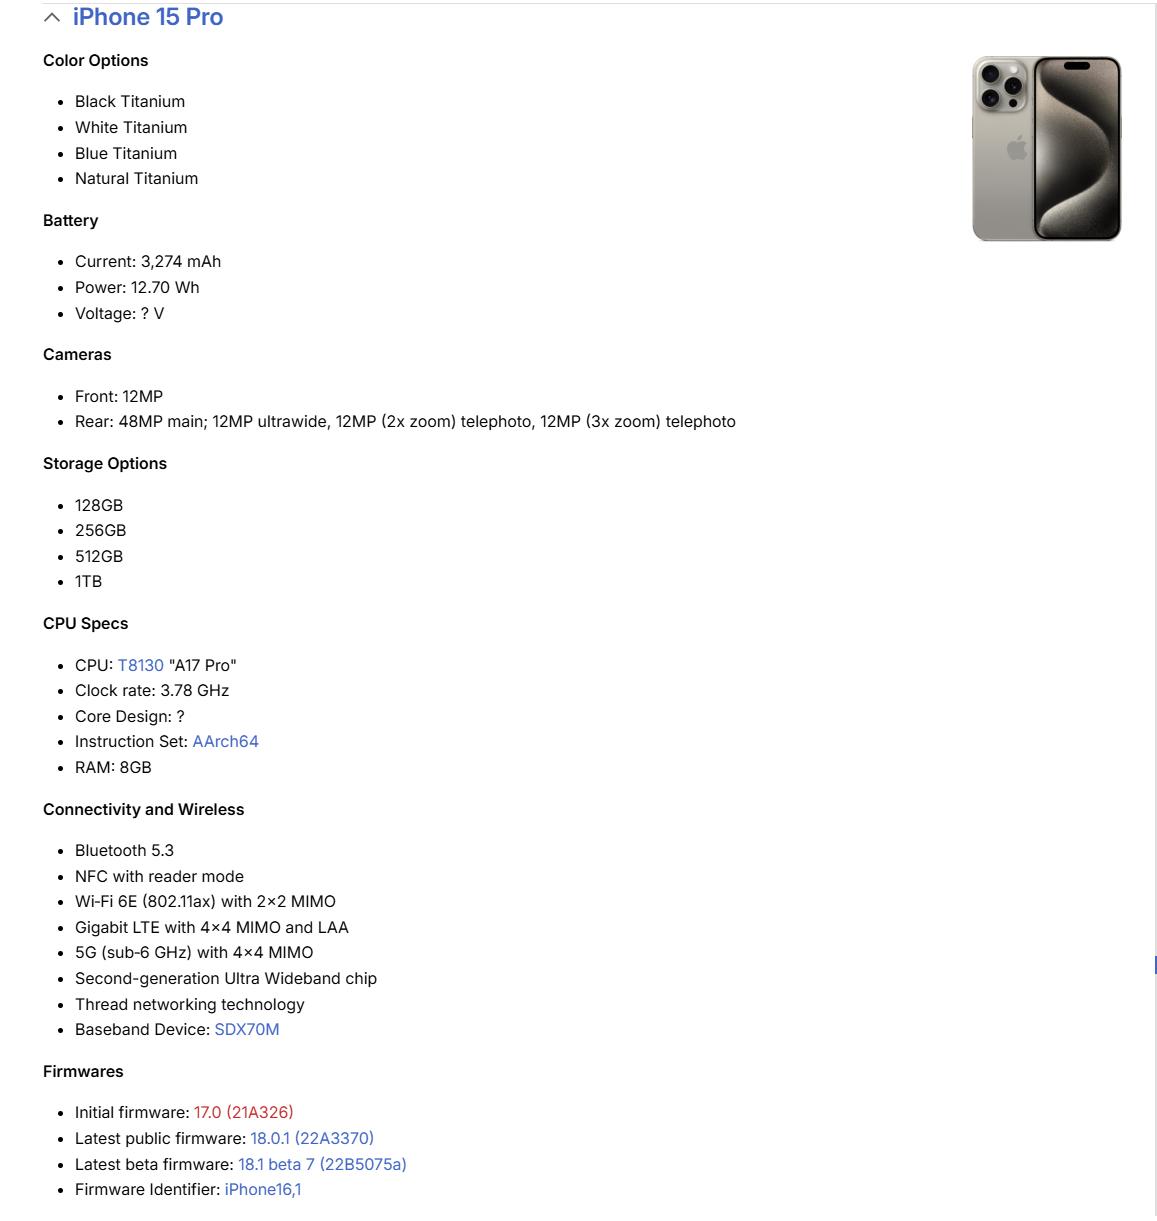 iPhone 15 Pro
Color Options
Black Titanium
White Titanium
Blue Titanium
Natural Titanium
Battery
Current: 3,274 mAh
Power: 12.70 Wh
Voltage: ? V
Cameras
Front: 12MP
Rear: 48MP main; 12MP ultrawide, 12MP (2x zoom) telephoto, 12MP (3x zoom) telephoto
Storage Options
128GB
256GB
512GB
1TB
CPU Specs
CPU: T8130 "A17 Pro"
Clock rate: 3.78 GHz
Core Design: ?
Instruction Set: AArch64
RAM: 8GB
Connectivity and Wireless
Bluetooth 5.3
NFC with reader mode
Wi‑Fi 6E (802.11ax) with 2×2 MIMO
Gigabit LTE with 4×4 MIMO and LAA
5G (sub‑6 GHz) with 4×4 MIMO
Second-generation Ultra Wideband chip
Thread networking technology
Baseband Device: SDX70M
Firmwares
Initial firmware: 17.0 (21A326)
Latest public firmware: 18.0.1 (22A3370)
Latest beta firmware: 18.1 beta 7 (22B5075a)
Firmware Identifier: iPhone16,1